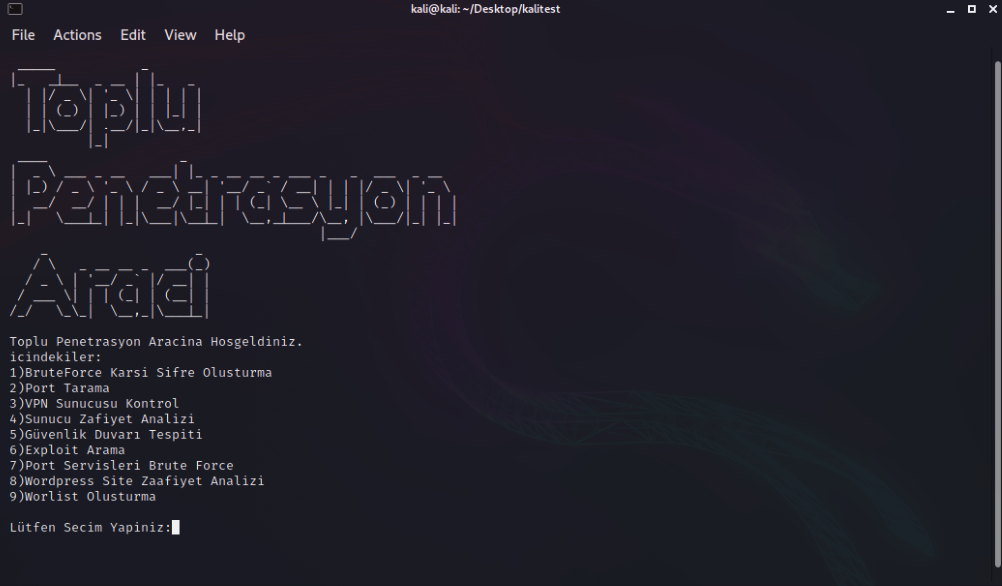 kali@kali: ~/Desktop/kalitest
File Actions Edit View Help
Toplu
Penetrasyon
Araci
Toplu Penetrasyon Aracina Hosgeldiniz.
icindekiler:
1)BruteForce Karsi Sifre Olusturma
2)Port Tarama
3)VPN Sunucusu Kontrol
4)Sunucu Zafiyet Analizi
5)Güvenlik Duvarı Tespiti
6)Exploit Arama
7)Port Servisleri Brute Force
8)Wordpress Site Zaafiyet Analizi
9)Worlist Olusturma
Lütfen Secim Yapiniz: